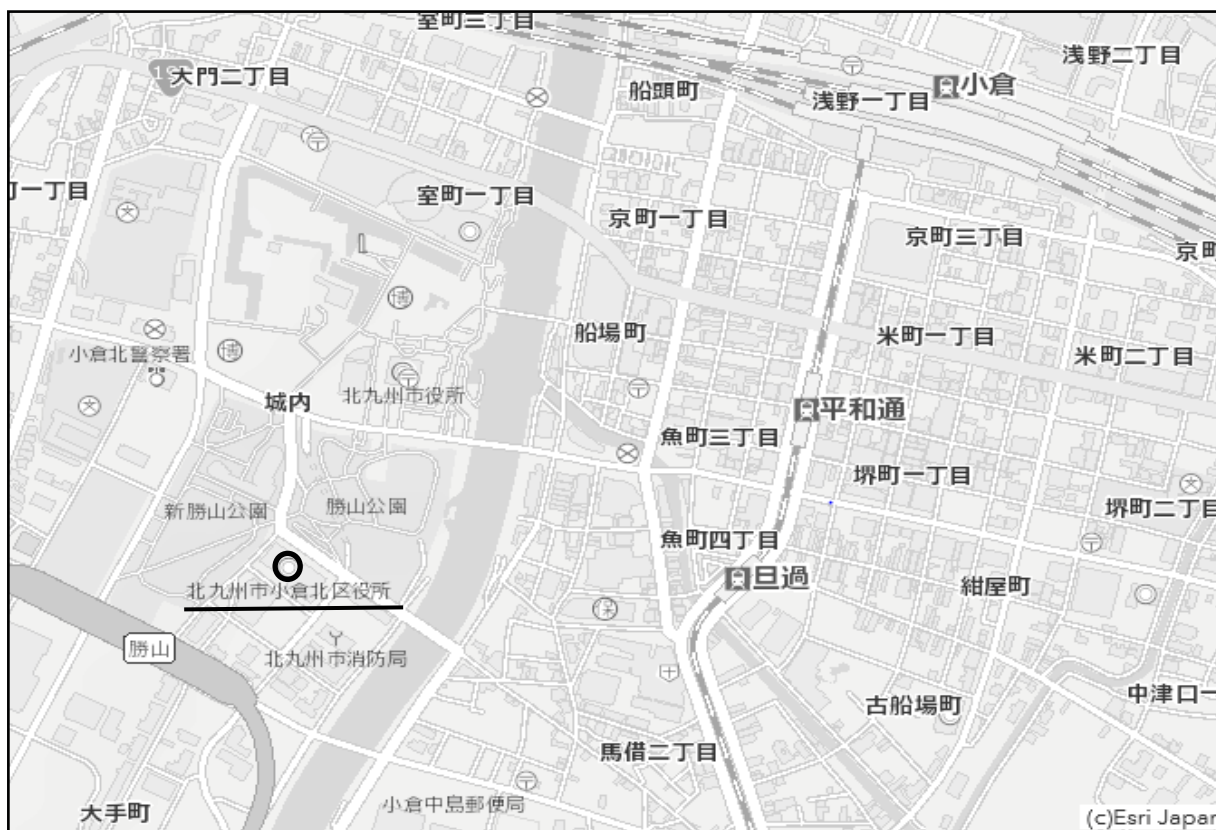 室町三丁目
浅野二丁目
大門二丁目
船頭町
浅野一丁目
小倉
町一丁目
室町一丁目
京町一丁目
京町三丁目
京町
博
船場町
米町一丁目
米町二丁目
小倉北警察署
博
城内
北九州市役所
平和通
魚町三丁目
堺町一丁目
新勝山公園
勝山公園
堺町二丁目
魚町四丁目
旦過
紺屋町
北九州市小倉北区役所
保
勝山
北九州市消防局
古船場町
中津口一
馬借二丁目
大手町
小倉中島郵便局
(c)Esri Japan